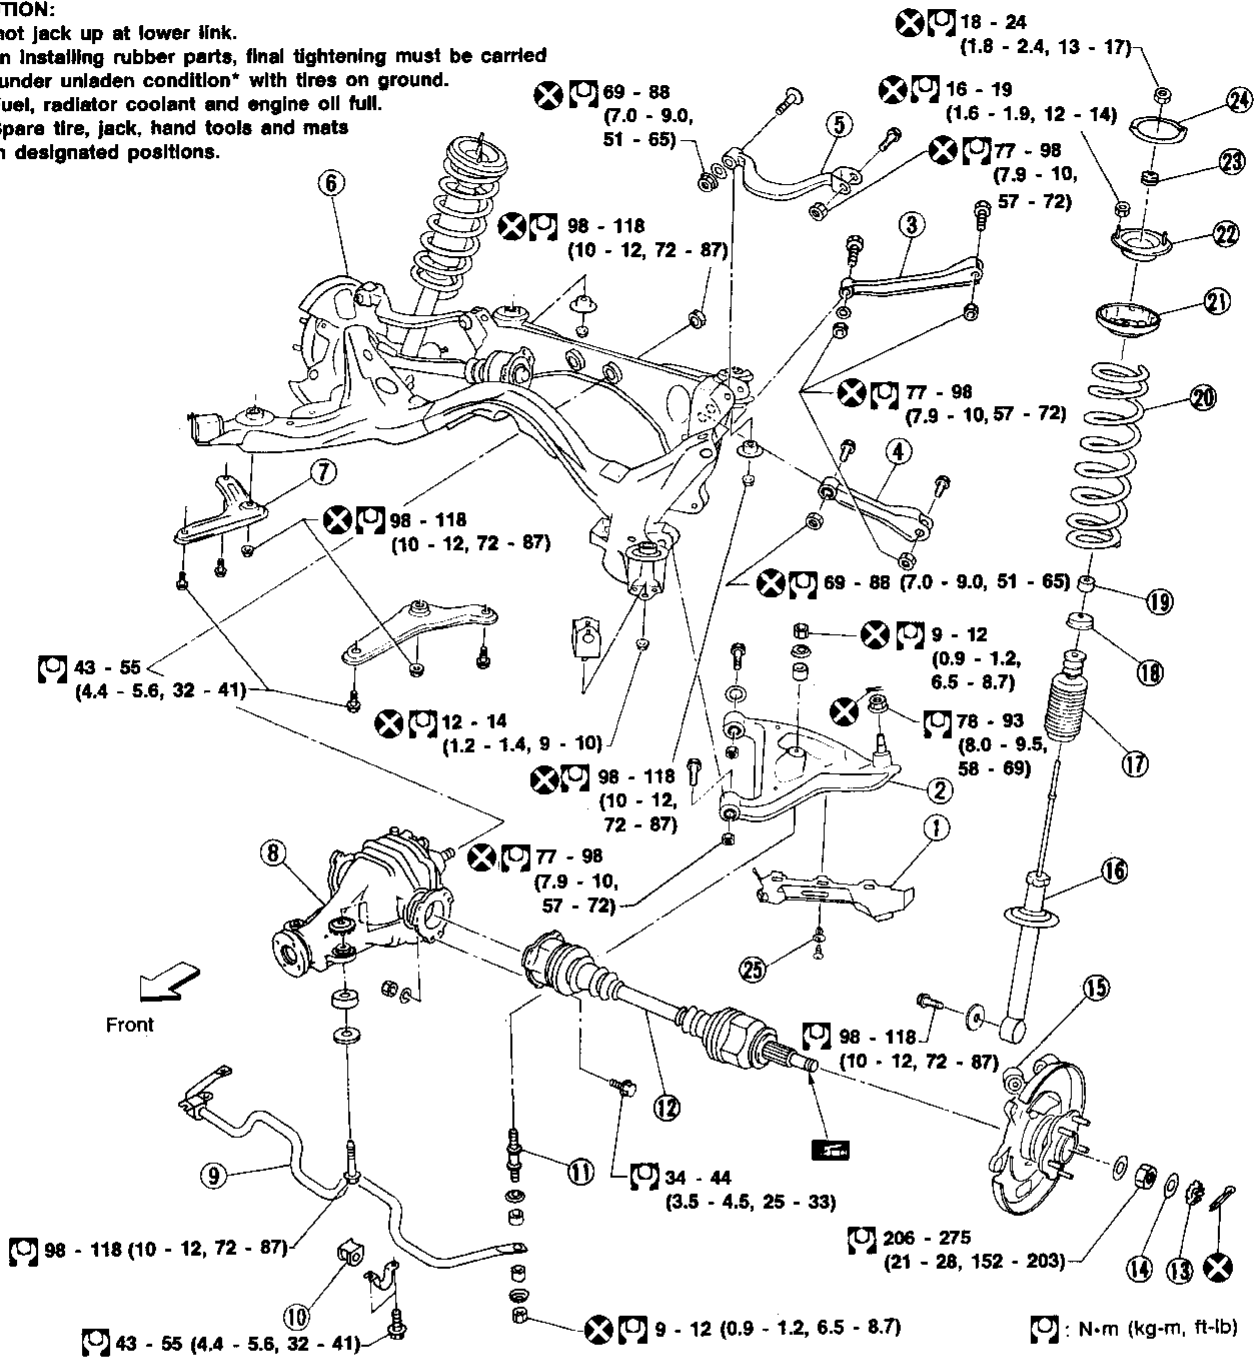 TION:
not jack up at lower link.
n installing rubber parts, final tightening must be carried
under unladen condition* with tires on ground.
uel, radiator coolant and engine oil full.
pare tire, jack, hand tools and mats
n designated positions.
18 - 24
(1.8 - 2.4, 13 - 17)
69 - 88
(7.0 - 9.0,
51 - 65)
5
16 - 19
(1.6 - 1.9, 12 - 14)
24
77 - 98
(7.9 - 10,
57 - 72)
23
6
98 - 118
(10 - 12, 72 - 87)
3
22
21
77 - 98
(7.9 - 10, 57 - 72)
20
4
7
98 - 118
(10 - 12, 72 - 87)
69 - 88 (7.0 - 9.0, 51 - 65)
19
9 - 12
(0.9 - 1.2,
6.5 - 8.7)
18
43 - 55
(4.4 - 5.6, 32 - 41)
12 - 14
(1.2 - 1.4, 9 - 10)
78 - 93
(8.0 - 9.5,
58 - 69)
17
98 - 118
(10 - 12,
72 - 87)
2
1
8
77 - 98
(7.9 - 10,
57 - 72)
16
25
15
Front
98 - 118
(10 - 12, 72 - 87)
12
9
11
34 - 44
(3.5 - 4.5, 25 - 33)
98 - 118 (10 - 12, 72 - 87)
206 - 275
(21 - 28, 152 - 203)
14
13
10
43 - 55 (4.4 - 5.6, 32 - 41)
9 - 12 (0.9 - 1.2, 6.5 - 8.7)
: N•m (kg-m, ft-lb)